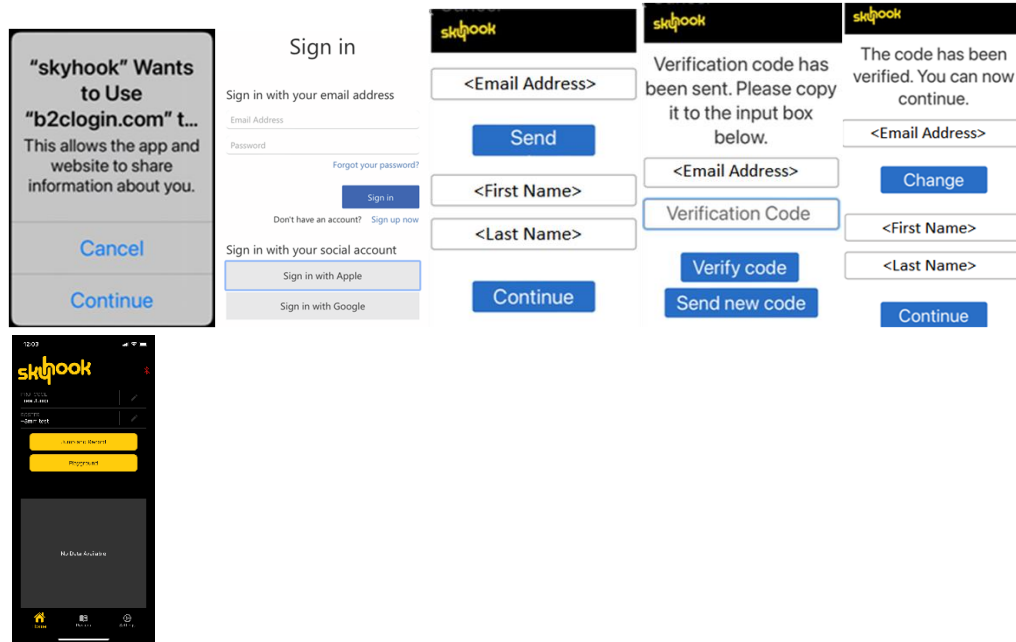 “skyhook” Wants
to Use
“b2clogin.com” t...
This allows the app and
website to share
information about you.
Cancel
Continue
Sign in
Sign in with your email address
Email Address
Password
Forgot your password?
Sign in
Don't have an account? Sign up now
Sign in with your social account
Sign in with Apple
Sign in with Google
skyhook
<Email Address>
Send
<First Name>
<Last Name>
Continue
skyhook
Verification code has
been sent. Please copy
it to the input box
below.
<Email Address>
Verification Code
Verify code
Send new code
skyhook
The code has been
verified. You can now
continue.
<Email Address>
Change
<First Name>
<Last Name>
Continue
12:03
skyhook
Playground
No Data Available